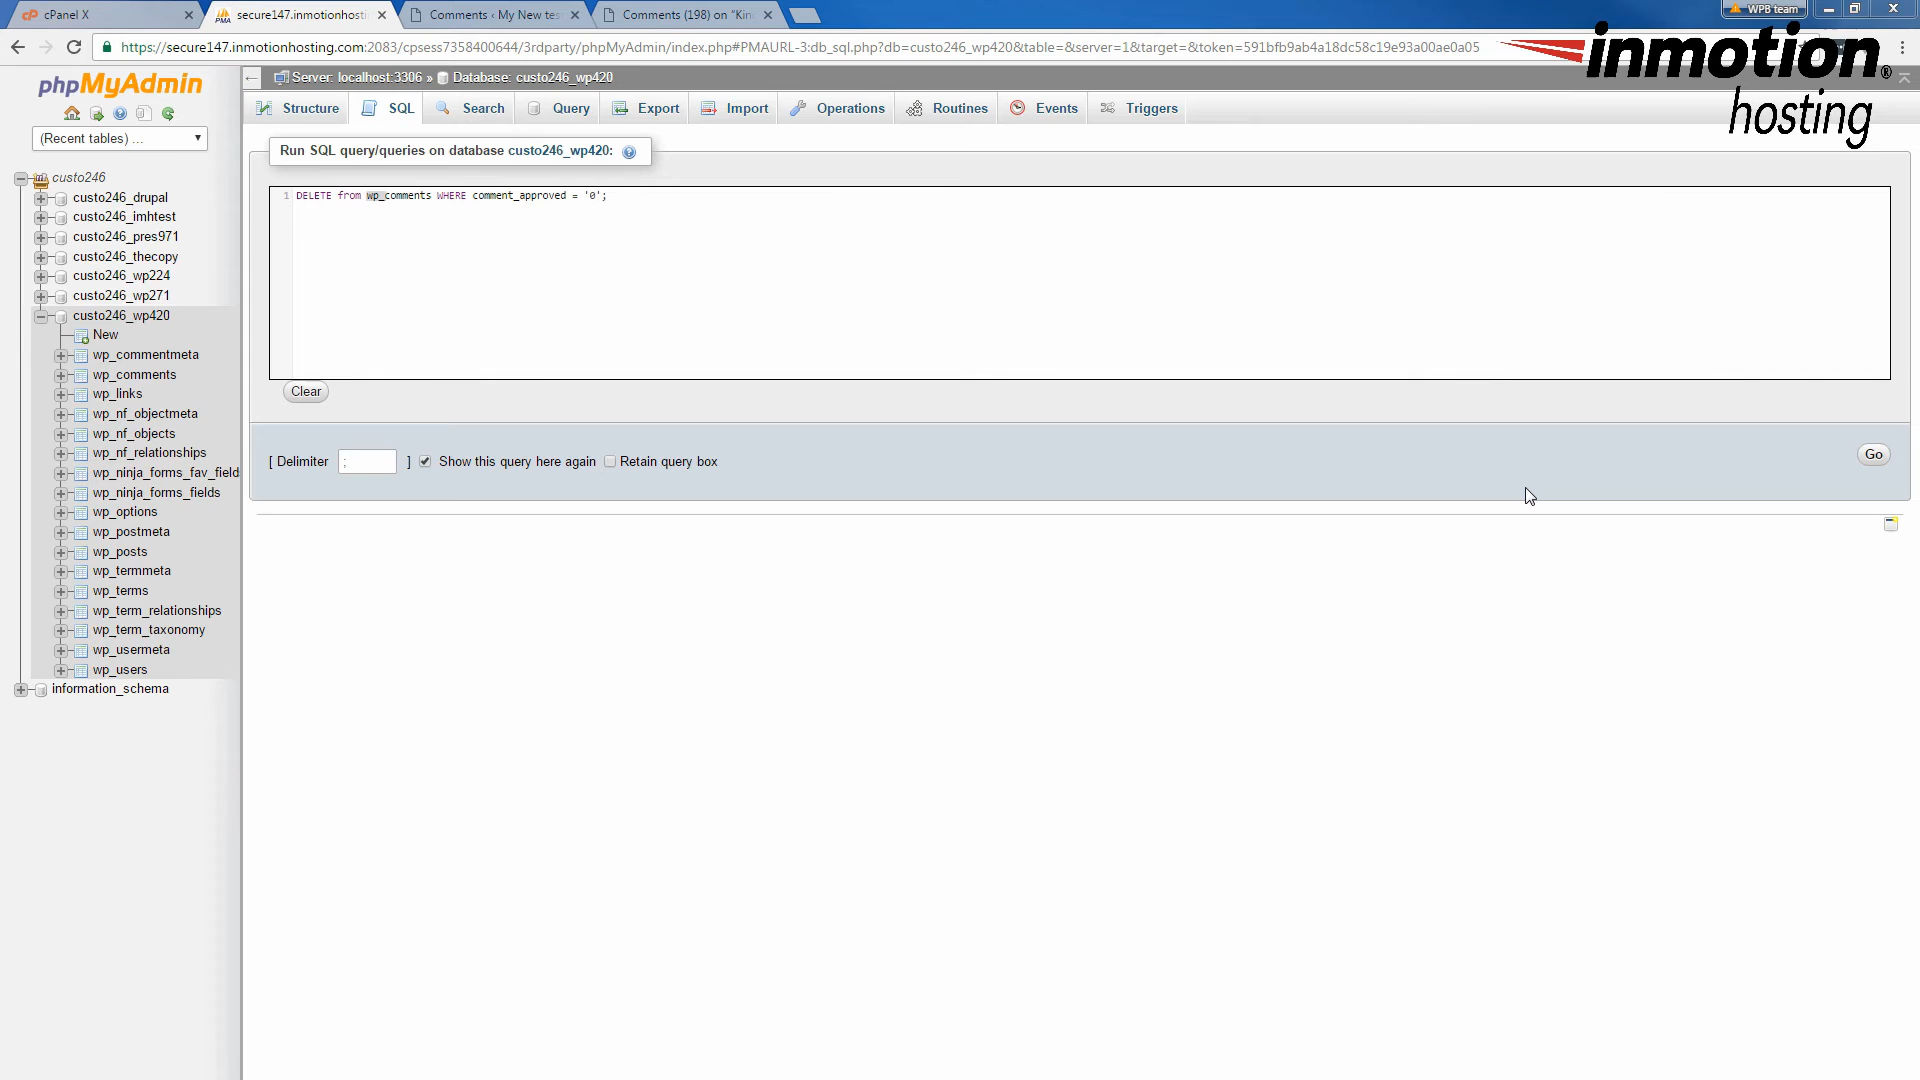 cPanel X
secure147.inmotionhosti
Comments ‹ My New tes
Comments (198) on "Kin
WPB team
https://secure147.inmotionhosting.com:2083/cpsess7358400644/3rdparty/phpMyAdmin/index.php#PMAURL-3:db_sql.php?db=custo246_wp420&table=&server=1&target=&token=591bfb9ab4a18dc58c19e93a00ae0a05
inmotion®
hosting
phpMyAdmin
(Recent tables) ...
custo246
custo246_drupal
custo246_imhtest
custo246_pres971
custo246_thecopy
custo246_wp224
custo246_wp271
custo246_wp420
New
wp_commentmeta
wp_comments
wp_links
wp_nf_objectmeta
wp_nf_objects
wp_nf_relationships
wp_ninja_forms_fav_field
wp_ninja_forms_fields
wp_options
wp_postmeta
wp_posts
wp_termmeta
wp_terms
wp_term_relationships
wp_term_taxonomy
wp_usermeta
wp_users
information_schema
Server: localhost:3306 » Database: custo246_wp420
Structure SQL Search Query Export Import Operations Routines Events Triggers
Run SQL query/queries on database custo246_wp420:
1 DELETE from wp_comments WHERE comment_approved = '0';
Clear
[ Delimiter ; ] Show this query here again Retain query box
Go